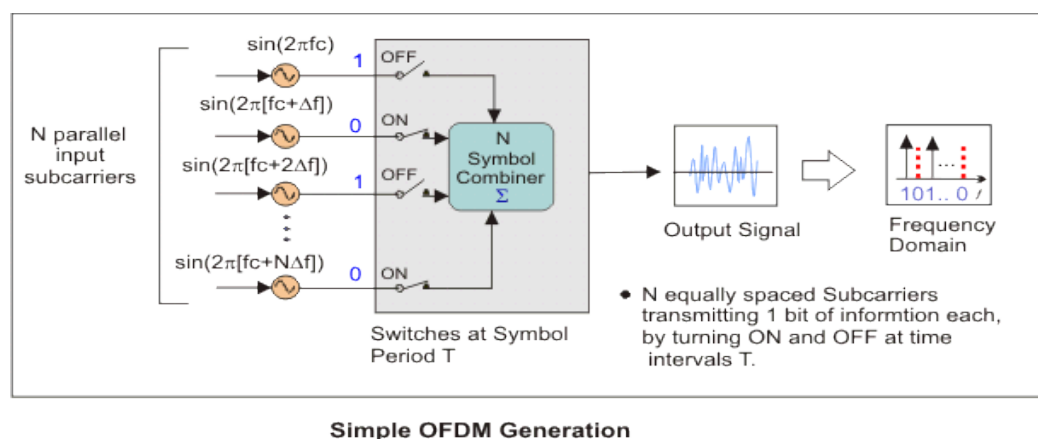 sin(2πfc)
1
OFF
sin(2π[fc+Δf])
0
ON
N parallel
input
subcarriers
sin(2π[fc+2Δf])
1
OFF
sin(2π[fc+NΔf])
0
ON
N
Symbol
Combiner
Σ
Switches at Symbol
Period T
Output Signal
...
101.. 0 f
Frequency
Domain
• N equally spaced Subcarriers
transmitting 1 bit of informtion each,
by turning ON and OFF at time
intervals T.
Simple OFDM Generation